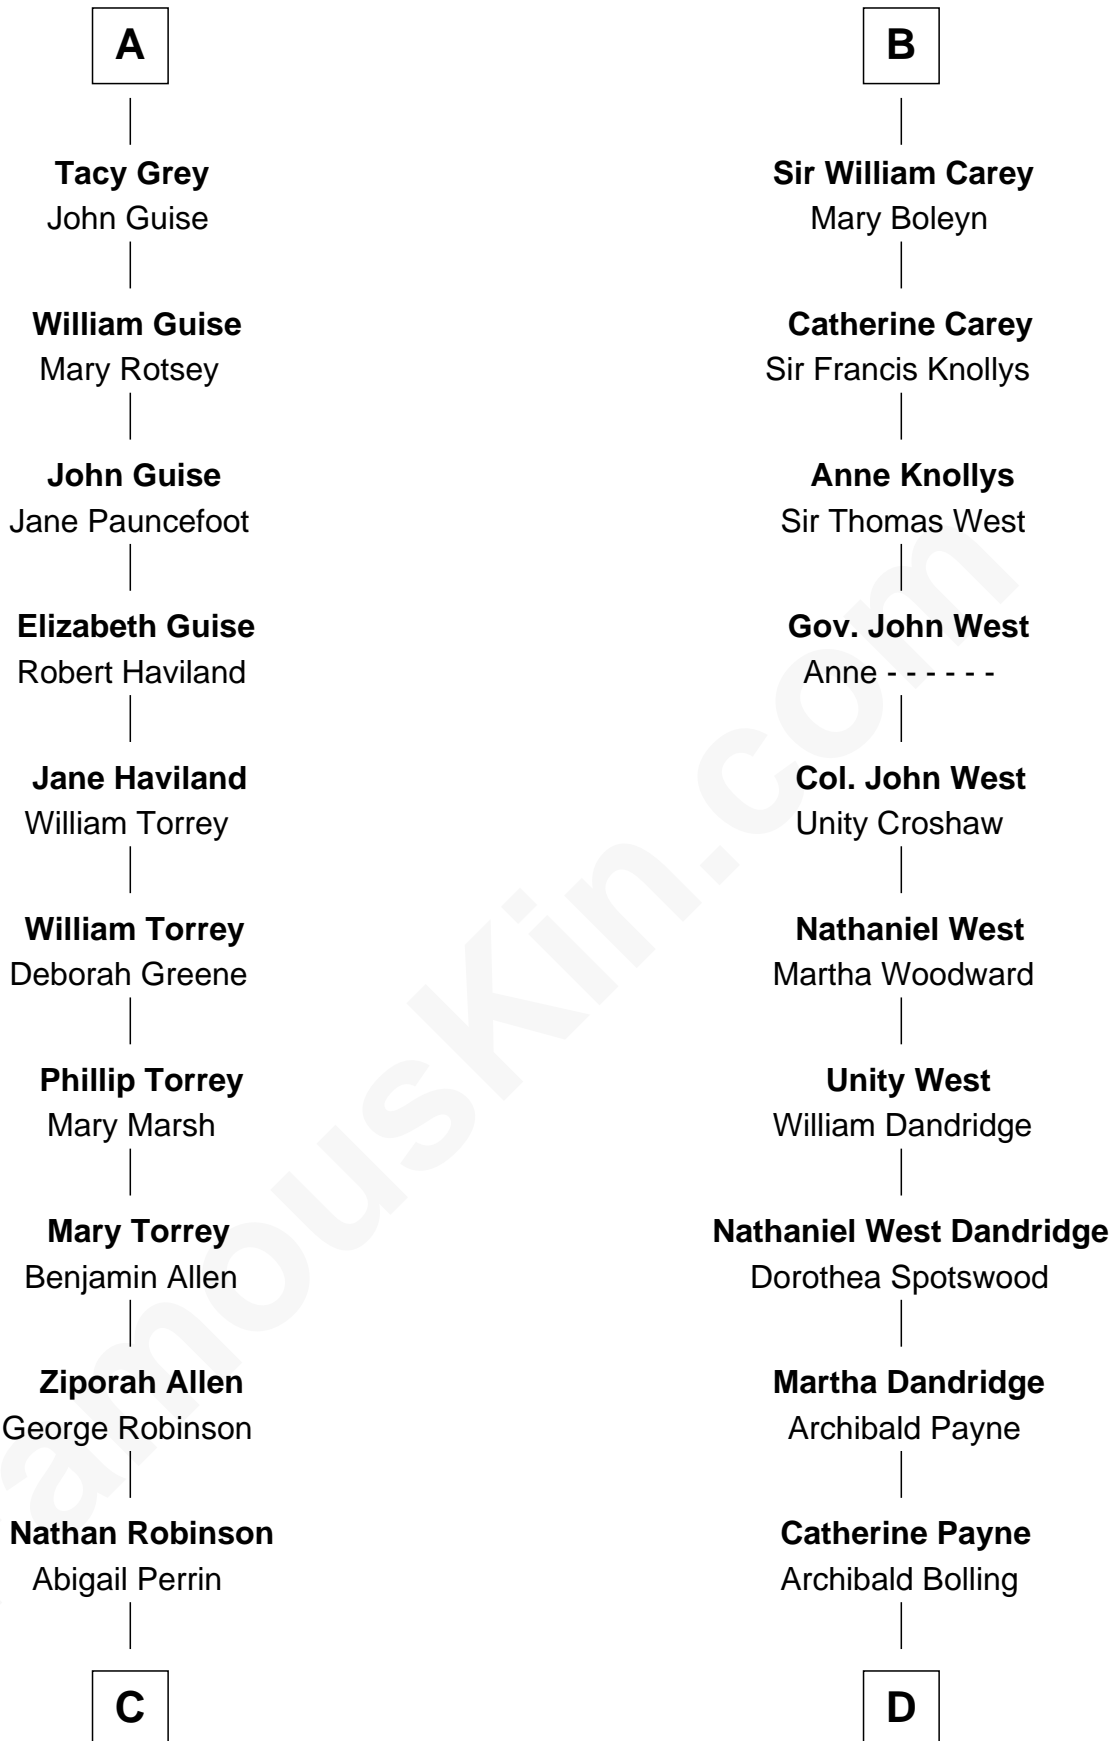 A
Tacy Grey
John Guise
William Guise
Mary Rotsey
John Guise
Jane Pauncefoot
Elizabeth Guise
Robert Haviland
Jane Haviland
William Torrey
William Torrey
Deborah Greene
Phillip Torrey
Mary Marsh
Mary Torrey
Benjamin Allen
Ziporah Allen
George Robinson
Nathan Robinson
Abigail Perrin
C
B
Sir William Carey
Mary Boleyn
Catherine Carey
Sir Francis Knollys
Anne Knollys
Sir Thomas West
Gov. John West
Anne - - - - - -
Col. John West
Unity Croshaw
Nathaniel West
Martha Woodward
Unity West
William Dandridge
Nathaniel West Dandridge
Dorothea Spotswood
Martha Dandridge
Archibald Payne
Catherine Payne
Archibald Bolling
D
amousKin.com